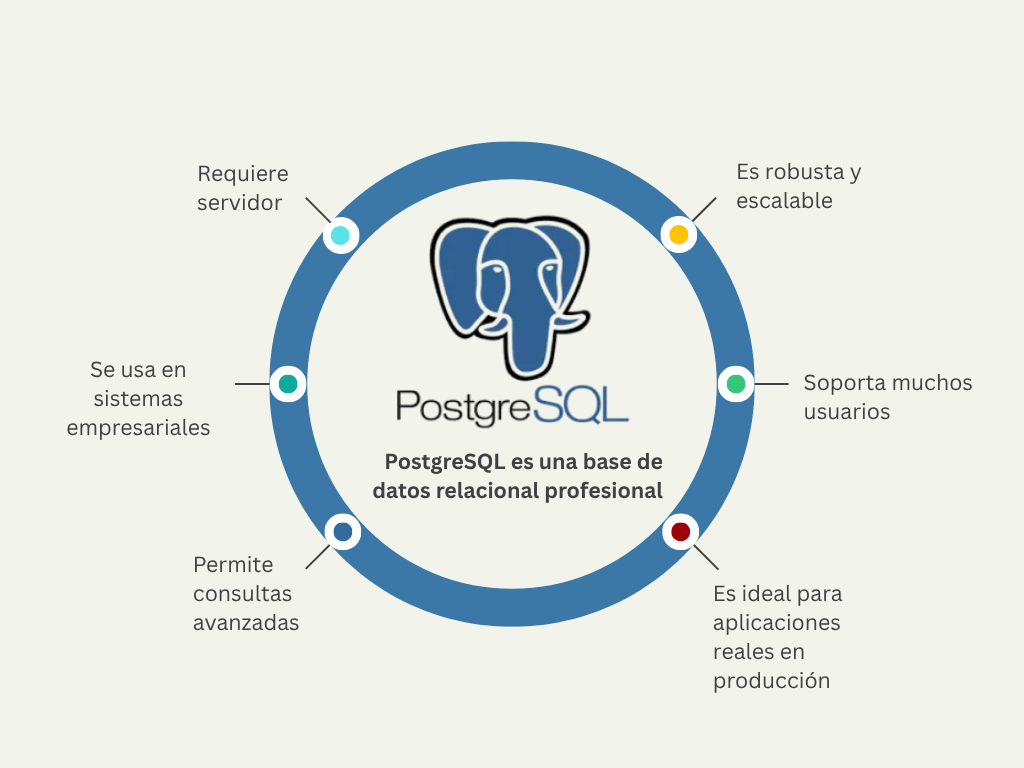 Requiere
servidor
Es robusta y
escalable
Se usa en
sistemas
empresariales
PostgreSQL
PostgreSQL es una base de
datos relacional profesional
Soporta muchos
usuarios
Permite
consultas
avanzadas
Es ideal para
aplicaciones
reales en
producción